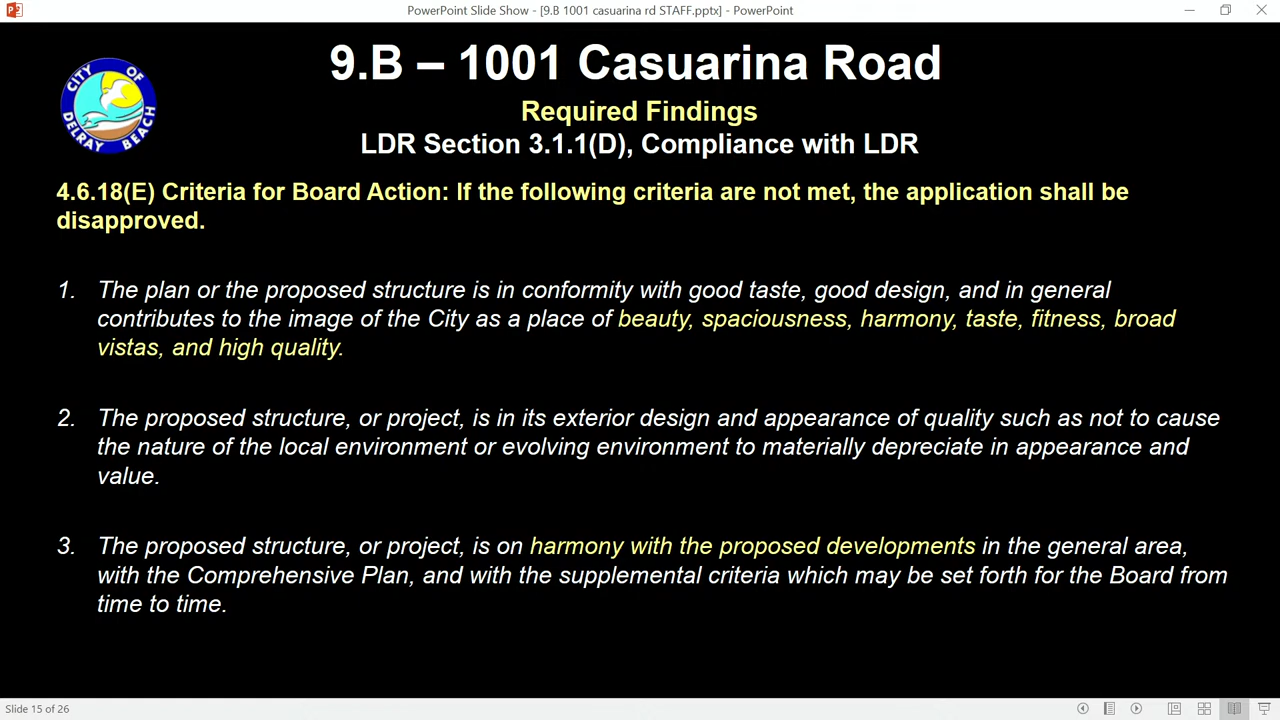 PowerPoint Slide Show - [9.B 1001 casuarina rd STAFF.pptx] - PowerPoint
CITY OF
DELRAY BEACH
9.B – 1001 Casuarina Road
Required Findings
LDR Section 3.1.1(D), Compliance with LDR
4.6.18(E) Criteria for Board Action: If the following criteria are not met, the application shall be
disapproved.
1. The plan or the proposed structure is in conformity with good taste, good design, and in general
contributes to the image of the City as a place of beauty, spaciousness, harmony, taste, fitness, broad
vistas, and high quality.
2. The proposed structure, or project, is in its exterior design and appearance of quality such as not to cause
the nature of the local environment or evolving environment to materially depreciate in appearance and
value.
3. The proposed structure, or project, is on harmony with the proposed developments in the general area,
with the Comprehensive Plan, and with the supplemental criteria which may be set forth for the Board from
time to time.
Slide 15 of 26